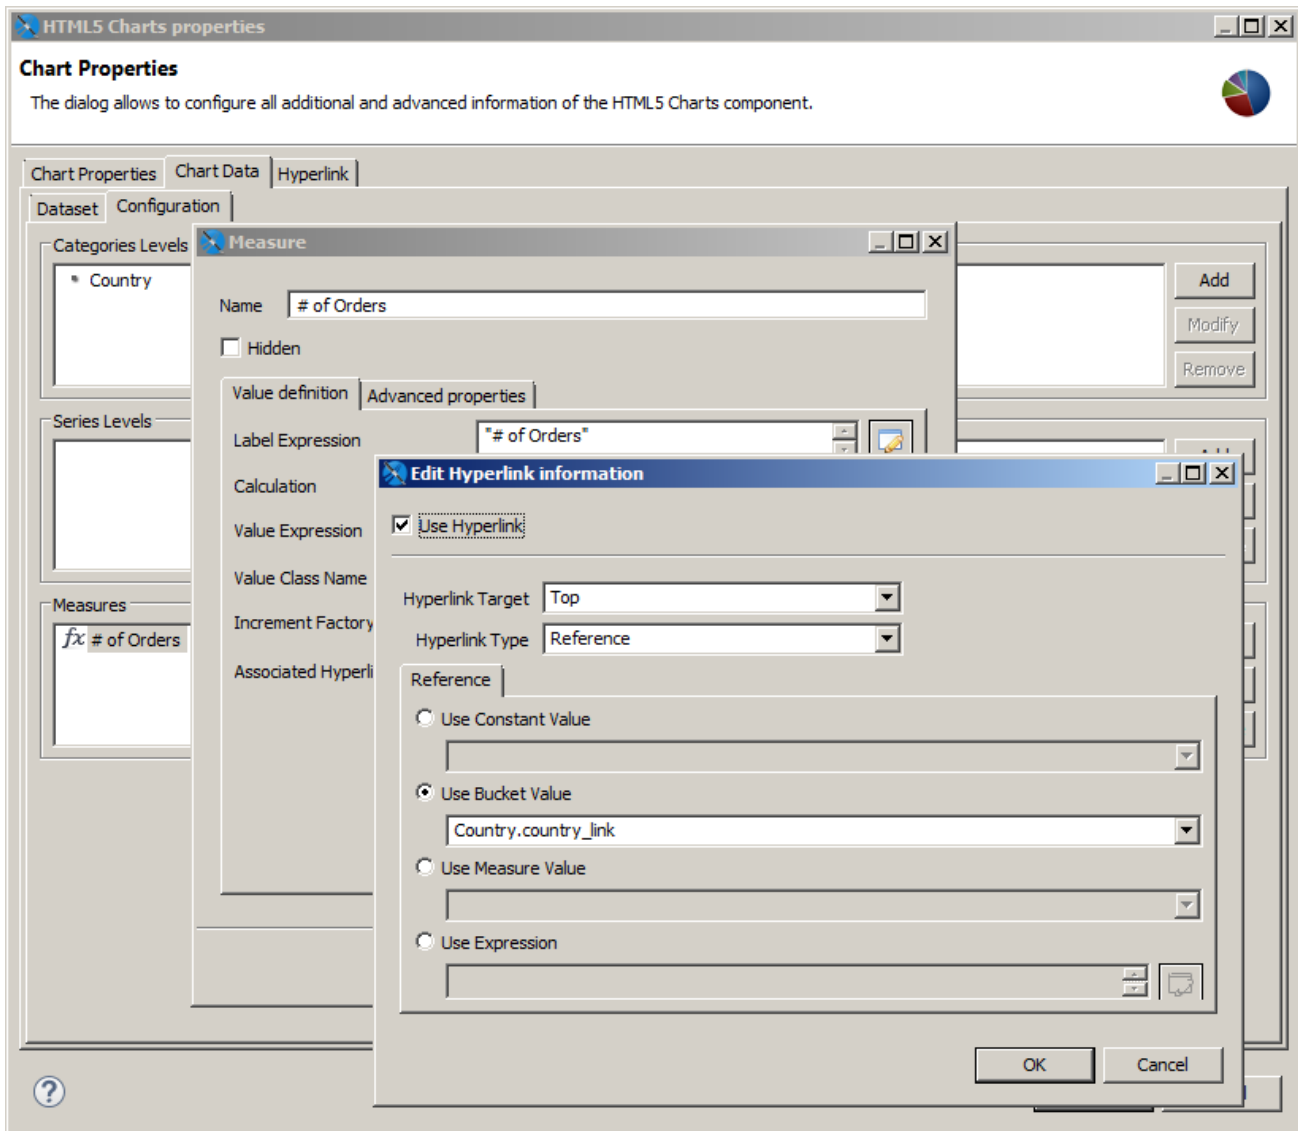 HTML5 Charts properties
Chart Properties
The dialog allows to configure all additional and advanced information of the HTML5 Charts component.
Chart Properties
Chart Data
Hyperlink
Dataset
Configuration
Categories Levels
Country
Add
Modify
Remove
Measure
Name
# of Orders
Hidden
Value definition
Advanced properties
Label Expression
"# of Orders"
Series Levels
Calculation
Value Expression
Value Class Name
Increment Factory
Associated Hyperli
Measures
fx # of Orders
Edit Hyperlink information
Use Hyperlink
Hyperlink Target
Top
Hyperlink Type
Reference
Reference
Use Constant Value
Use Bucket Value
Country.country_link
Use Measure Value
Use Expression
OK
Cancel
?